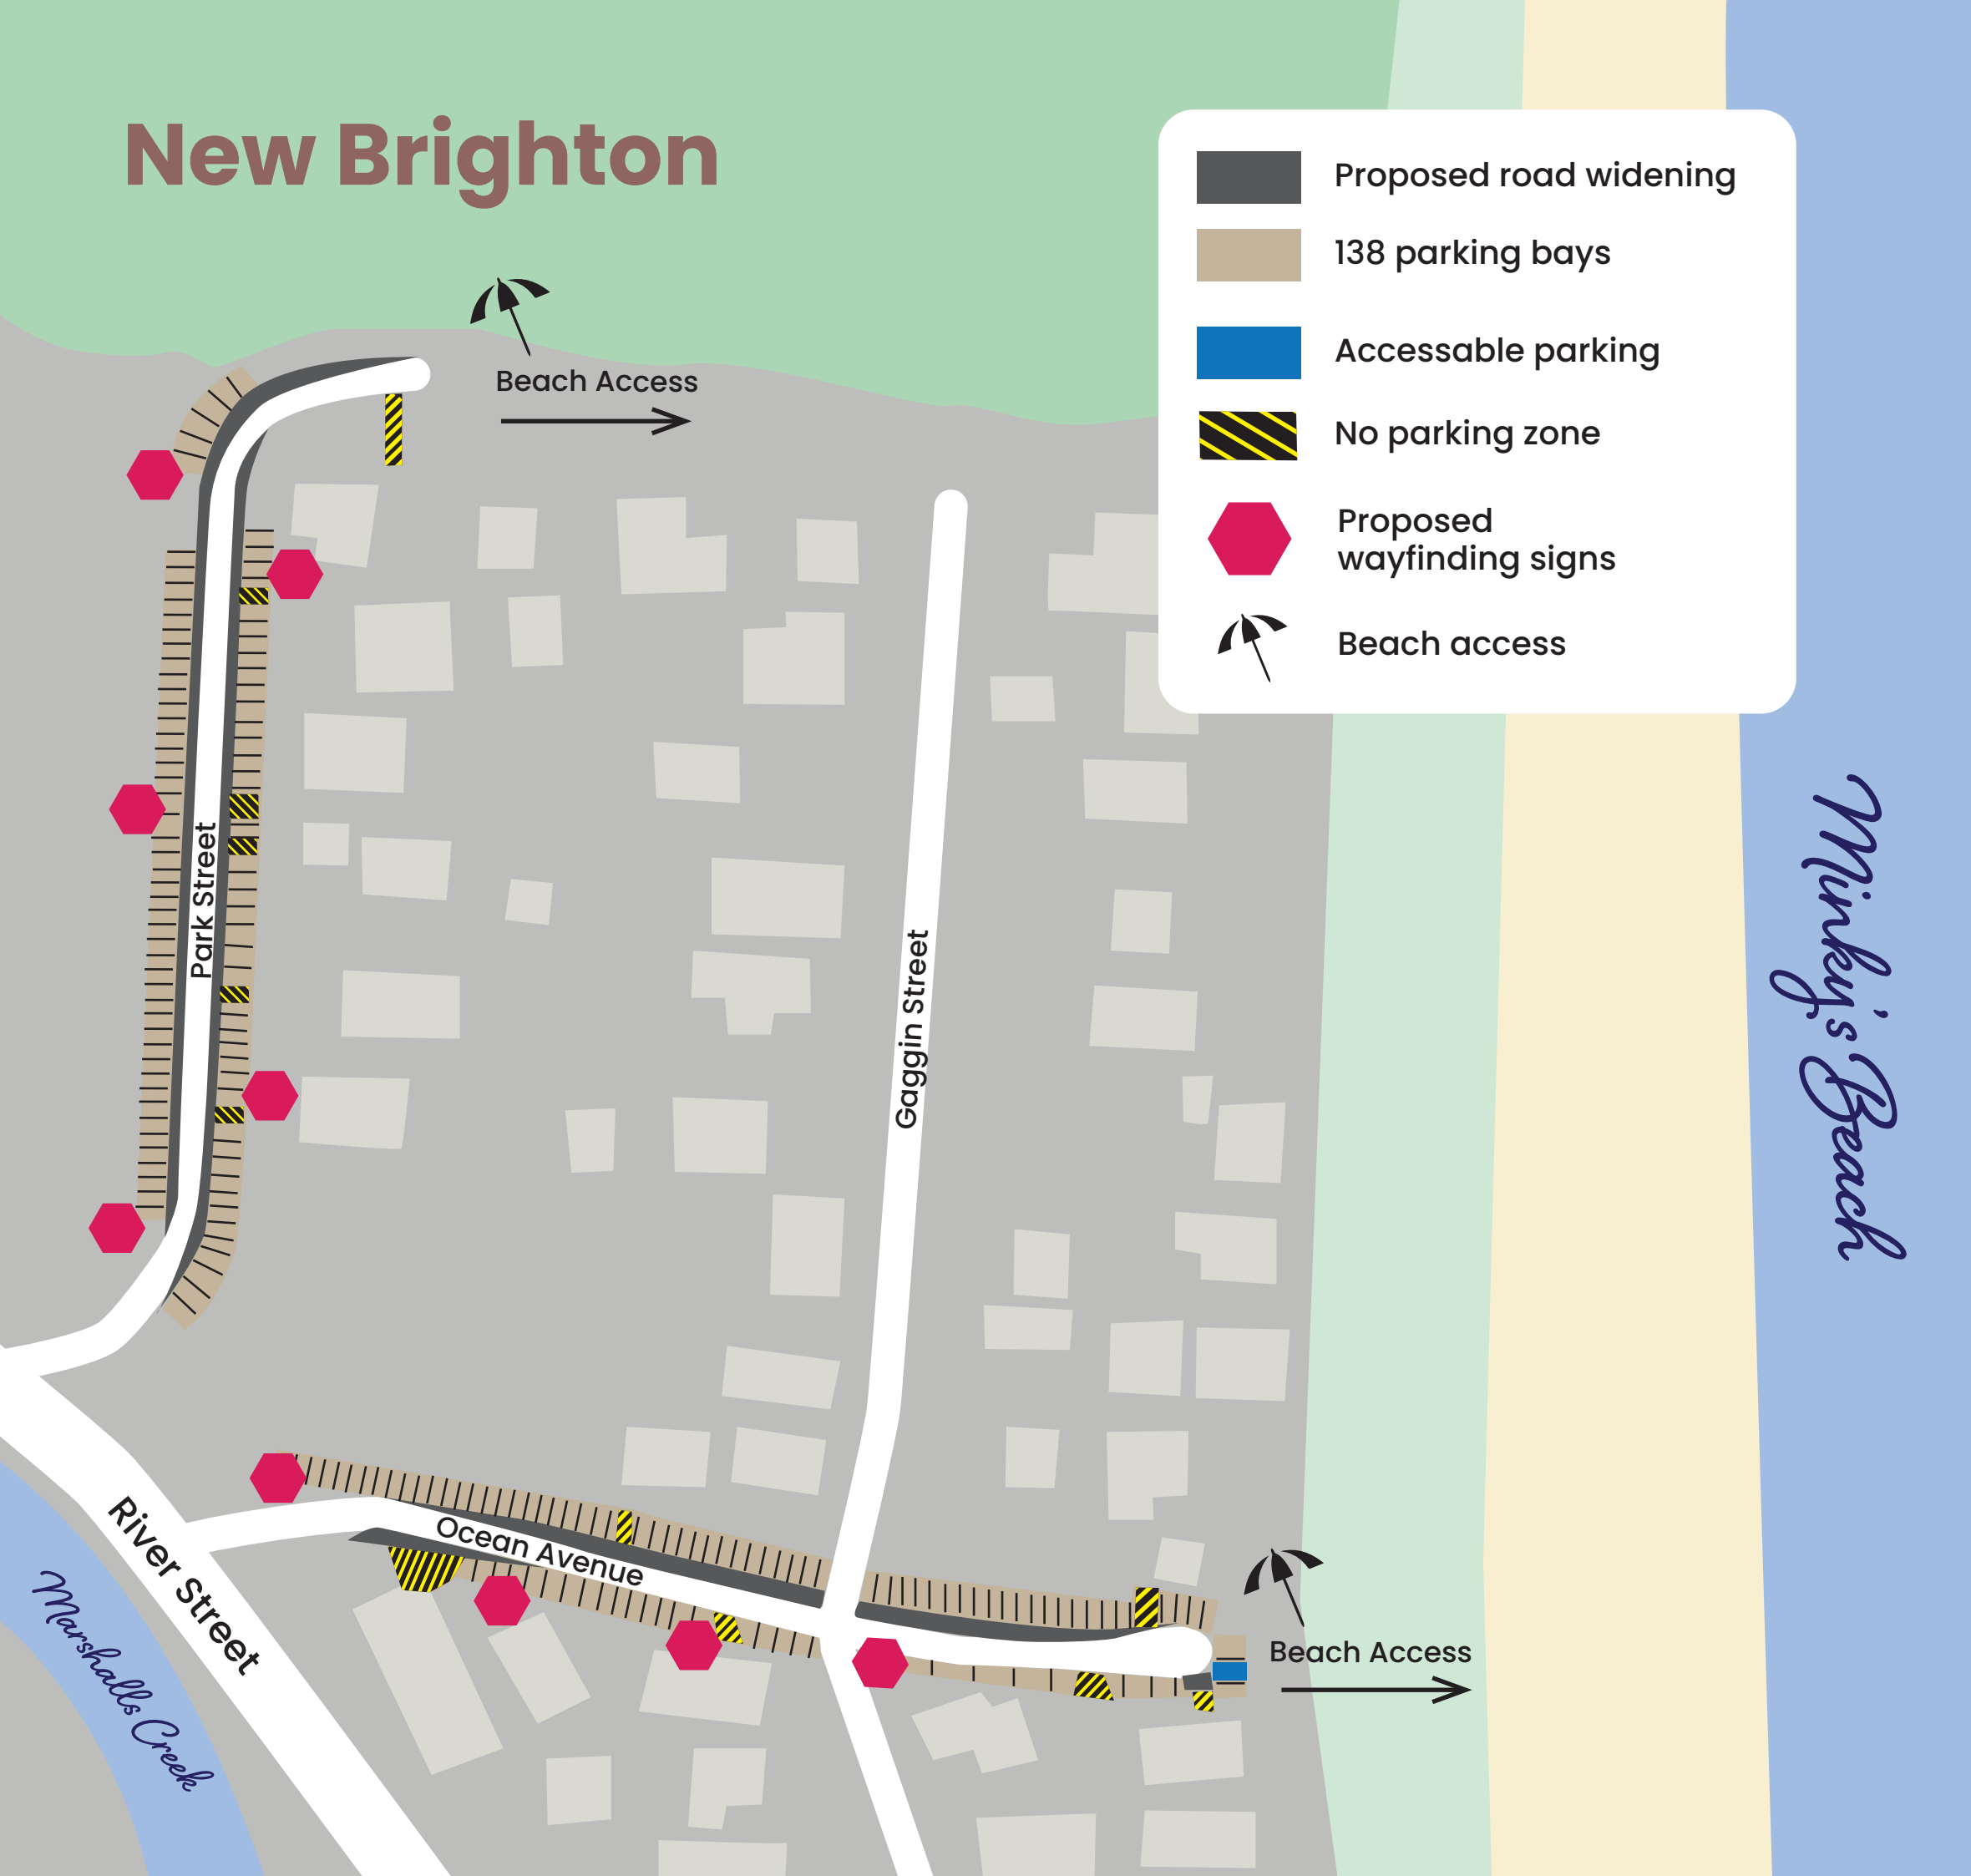 New Brighton
Proposed road widening
138 parking bays
Accessable parking
No parking zone
Proposed
wayfinding signs
Beach access
Beach Access
Park Street
Gaggin Street
Minky's Beach
Ocean Avenue
River Street
Marshalls Creek
Beach Access